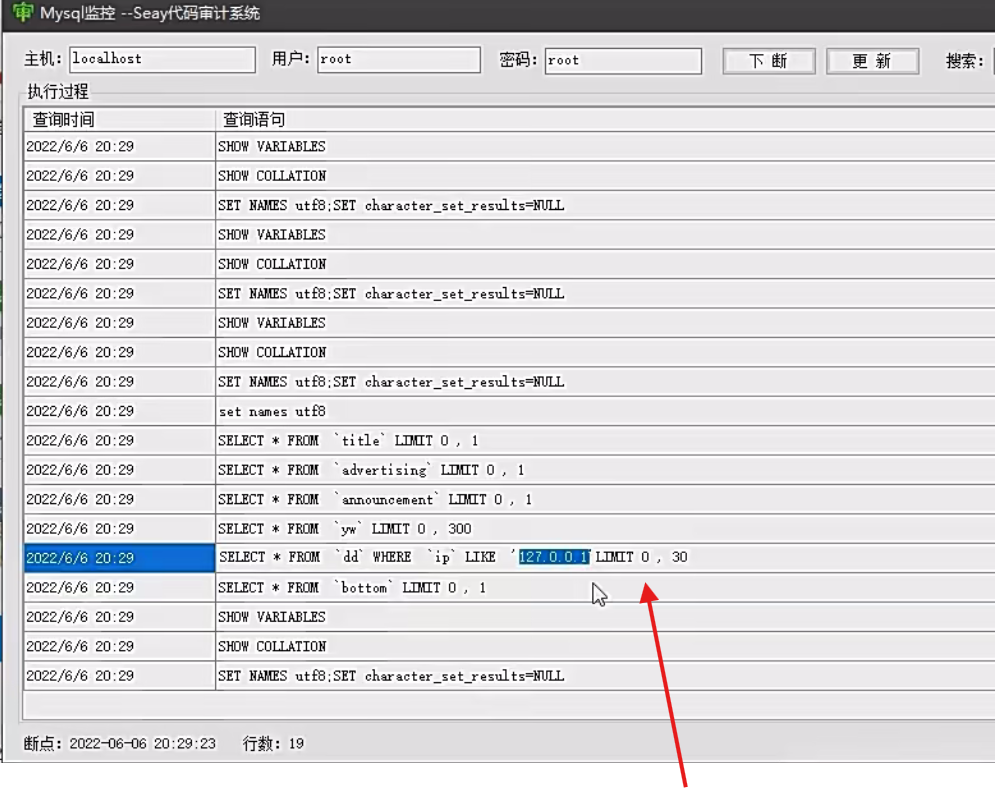 Mysql监控 --Seay代码审计系统
主机: localhost 用户: root 密码: root 下 断 更 新 搜索:
执行过程
查询时间 查询语句
2022/6/6 20:29 SHOW VARIABLES
2022/6/6 20:29 SHOW COLLATION
2022/6/6 20:29 SET NAMES utf8;SET character_set_results=NULL
2022/6/6 20:29 SHOW VARIABLES
2022/6/6 20:29 SHOW COLLATION
2022/6/6 20:29 SET NAMES utf8;SET character_set_results=NULL
2022/6/6 20:29 SHOW VARIABLES
2022/6/6 20:29 SHOW COLLATION
2022/6/6 20:29 SET NAMES utf8;SET character_set_results=NULL
2022/6/6 20:29 set names utf8
2022/6/6 20:29 SELECT * FROM `title` LIMIT 0 , 1
2022/6/6 20:29 SELECT * FROM `advertising` LIMIT 0 , 1
2022/6/6 20:29 SELECT * FROM `announcement` LIMIT 0 , 1
2022/6/6 20:29 SELECT * FROM `yw` LIMIT 0 , 300
2022/6/6 20:29 SELECT * FROM `dd` WHERE `ip` LIKE '127.0.0.1' LIMIT 0 , 30
2022/6/6 20:29 SELECT * FROM `bottom` LIMIT 0 , 1
2022/6/6 20:29 SHOW VARIABLES
2022/6/6 20:29 SHOW COLLATION
2022/6/6 20:29 SET NAMES utf8;SET character_set_results=NULL
断点: 2022-06-06 20:29:23 行数: 19